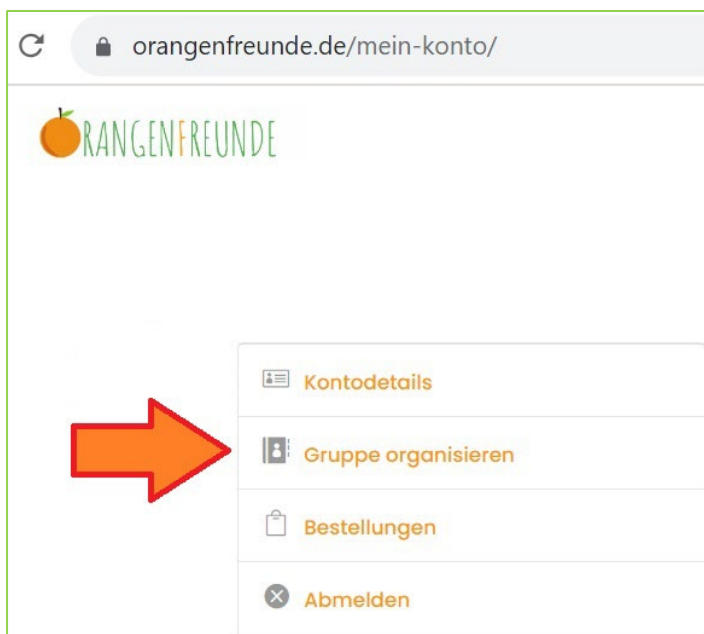 orangenfreunde.de/mein-konto/
ORANGENFREUNDE
Kontodetails
Gruppe organisieren
Bestellungen
Abmelden